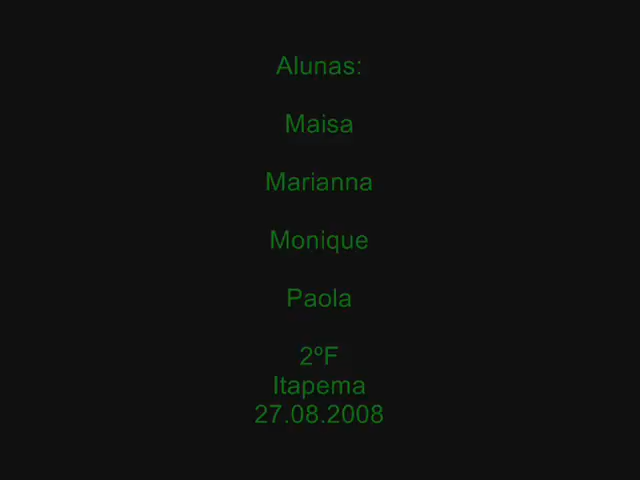 Alunas:
Maisa
Marianna
Monique
Paola
2ºF
Itapema
27.08.2008